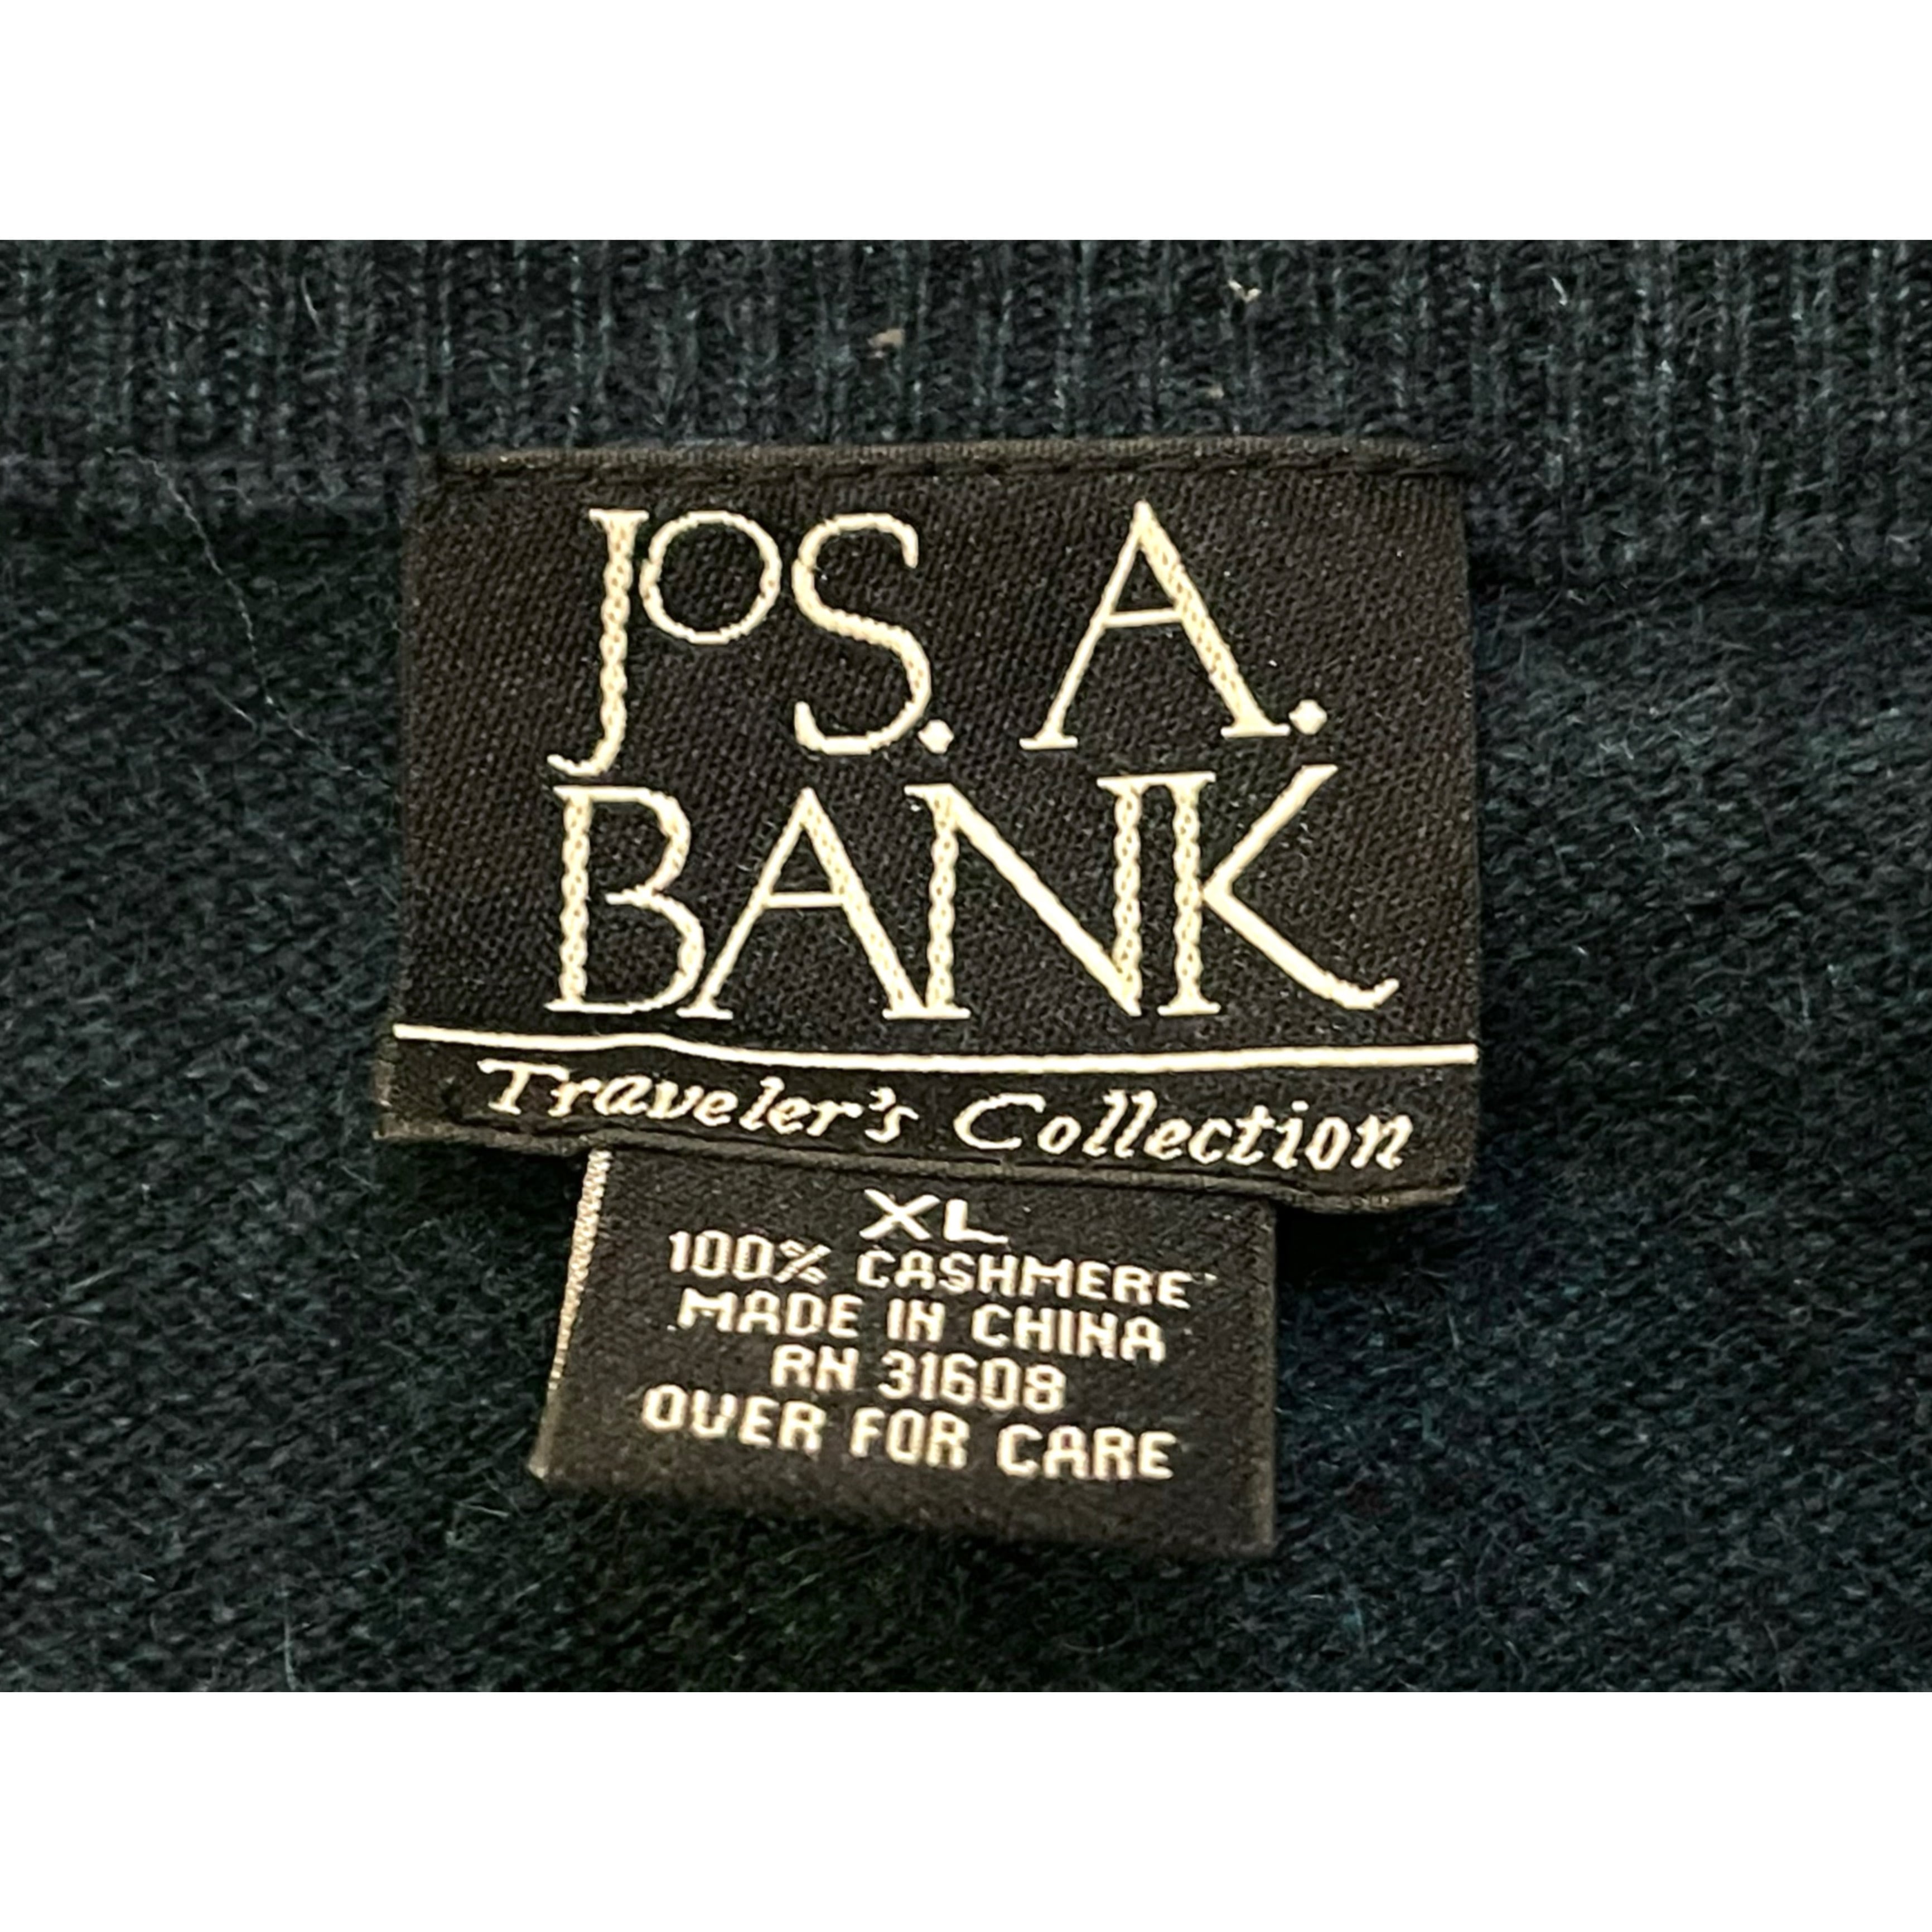 JOS. A.
BANK
Traveler's Collection
XL
100% CASHMERE
MADE IN CHINA
RN 31608
OVER FOR CARE